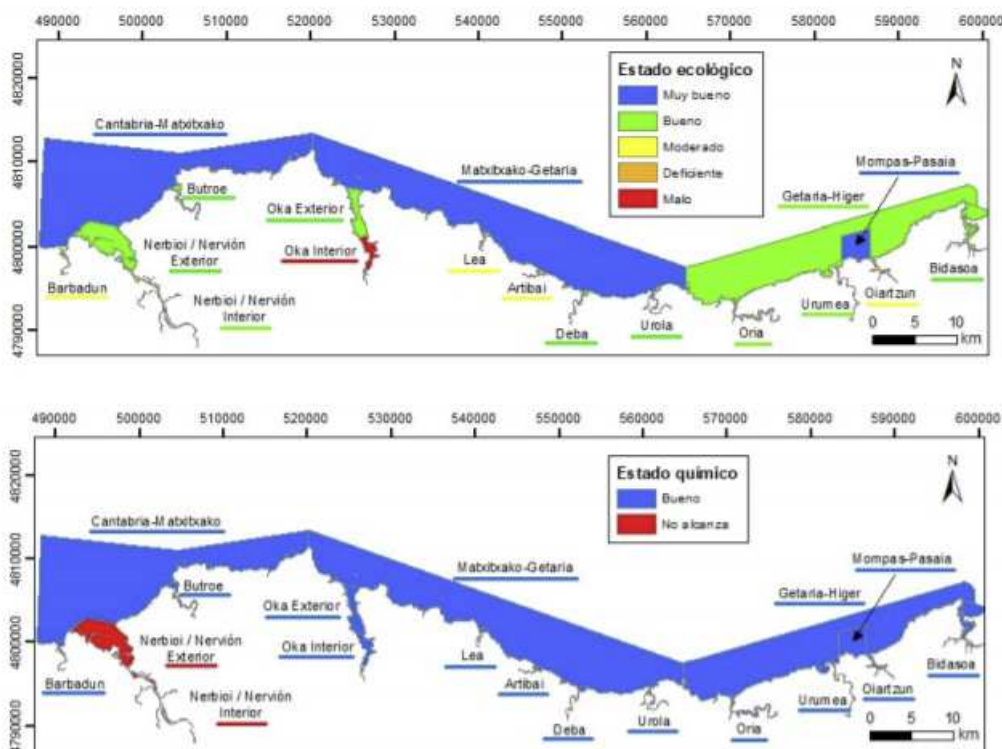 490000 500000 510000 520000 530000 540000 550000 560000 570000 580000 590000 600000
4820000
4810000
4800000
4790000
Estado ecológico
Muy bueno
Bueno
Moderado
Deficiente
Malo
N
Cantabria-Matxitxako
Matxitxako-Getaria
Mompas-Pasaia
Getaria-Higer
Butroe
Oka Exterior
Nerbioi / Nervión
Exterior
Oka Interior
Lea
Barbadun
Nerbioi / Nervión
Interior
Artibai
Deba
Urola
Oria
Urumea
Oiartzun
Bidasoa
0 5 10
km
490000 500000 510000 520000 530000 540000 550000 560000 570000 580000 590000 600000
4820000
4810000
4800000
4790000
Estado químico
Bueno
No alcanza
N
Cantabria-Matxitxako
Matxitxako-Getaria
Mompas-Pasaia
Getaria-Higer
Butroe
Oka Exterior
Nerbioi / Nervión
Exterior
Oka Interior
Lea
Barbadun
Nerbioi / Nervión
Interior
Artibai
Deba
Urola
Oria
Urumea
Oiartzun
Bidasoa
0 5 10
km